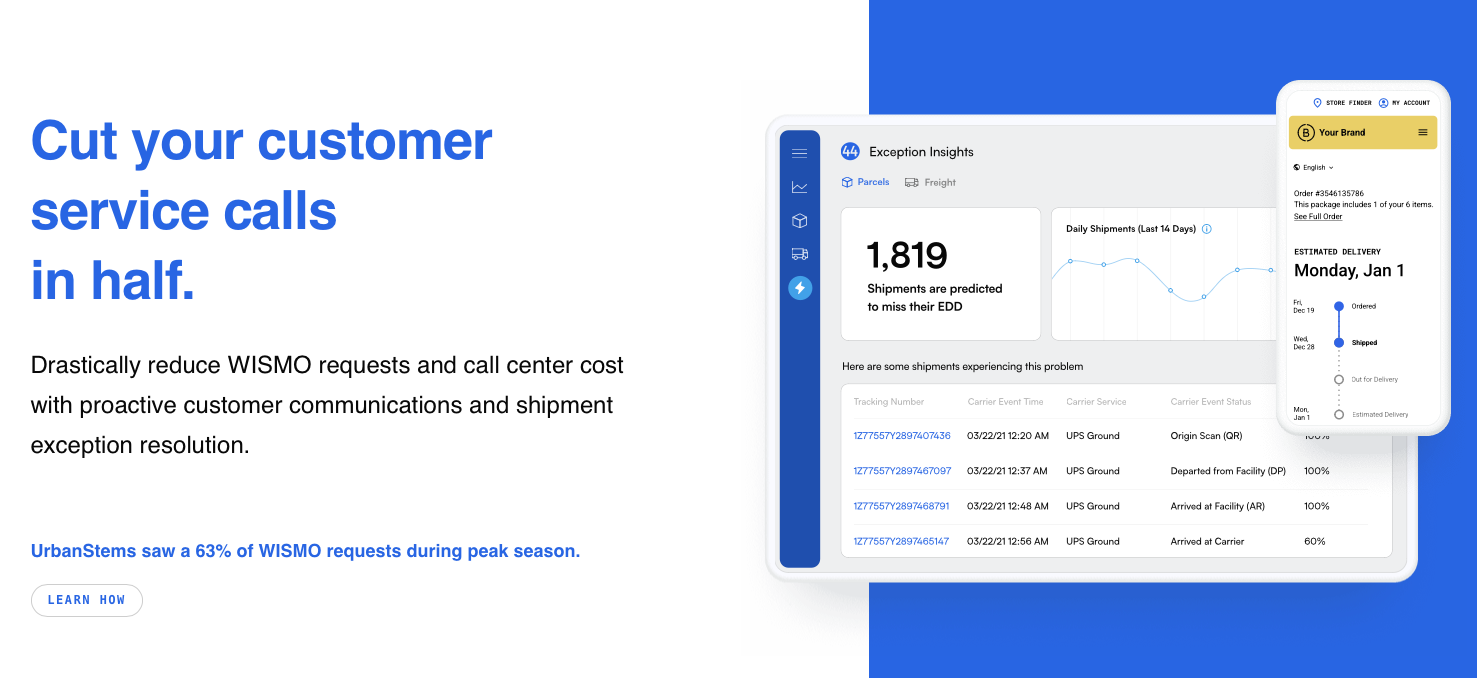 Cut your customer
service calls
in half.
Drastically reduce WISMO requests and call center cost
with proactive customer communications and shipment
exception resolution.
UrbanStems saw a 63% of WISMO requests during peak season.
LEARN HOW
44 Exception Insights
Parcels Freight
1,819
Shipments are predicted
to miss their EDD
Daily Shipments (Last 14 Days)
Here are some shipments experiencing this problem
Tracking Number Carrier Event Time Carrier Service Carrier Event Status
1Z77557Y2897407436 03/22/21 12:20 AM UPS Ground Origin Scan (QR) 100%
1Z77557Y2897467097 03/22/21 12:37 AM UPS Ground Departed from Facility (DP) 100%
1Z77557Y2897468791 03/22/21 12:48 AM UPS Ground Arrived at Facility (AR) 100%
1Z77557Y2897465147 03/22/21 12:56 AM UPS Ground Arrived at Carrier 60%
STORE FINDER MY ACCOUNT
B Your Brand
English
Order #3546135786
This package includes 1 of your 6 items.
See Full Order
ESTIMATED DELIVERY
Monday, Jan 1
Fri,
Dec 19 Ordered
Wed,
Dec 28 Shipped
Out for Delivery
Mon,
Jan 1 Estimated Delivery